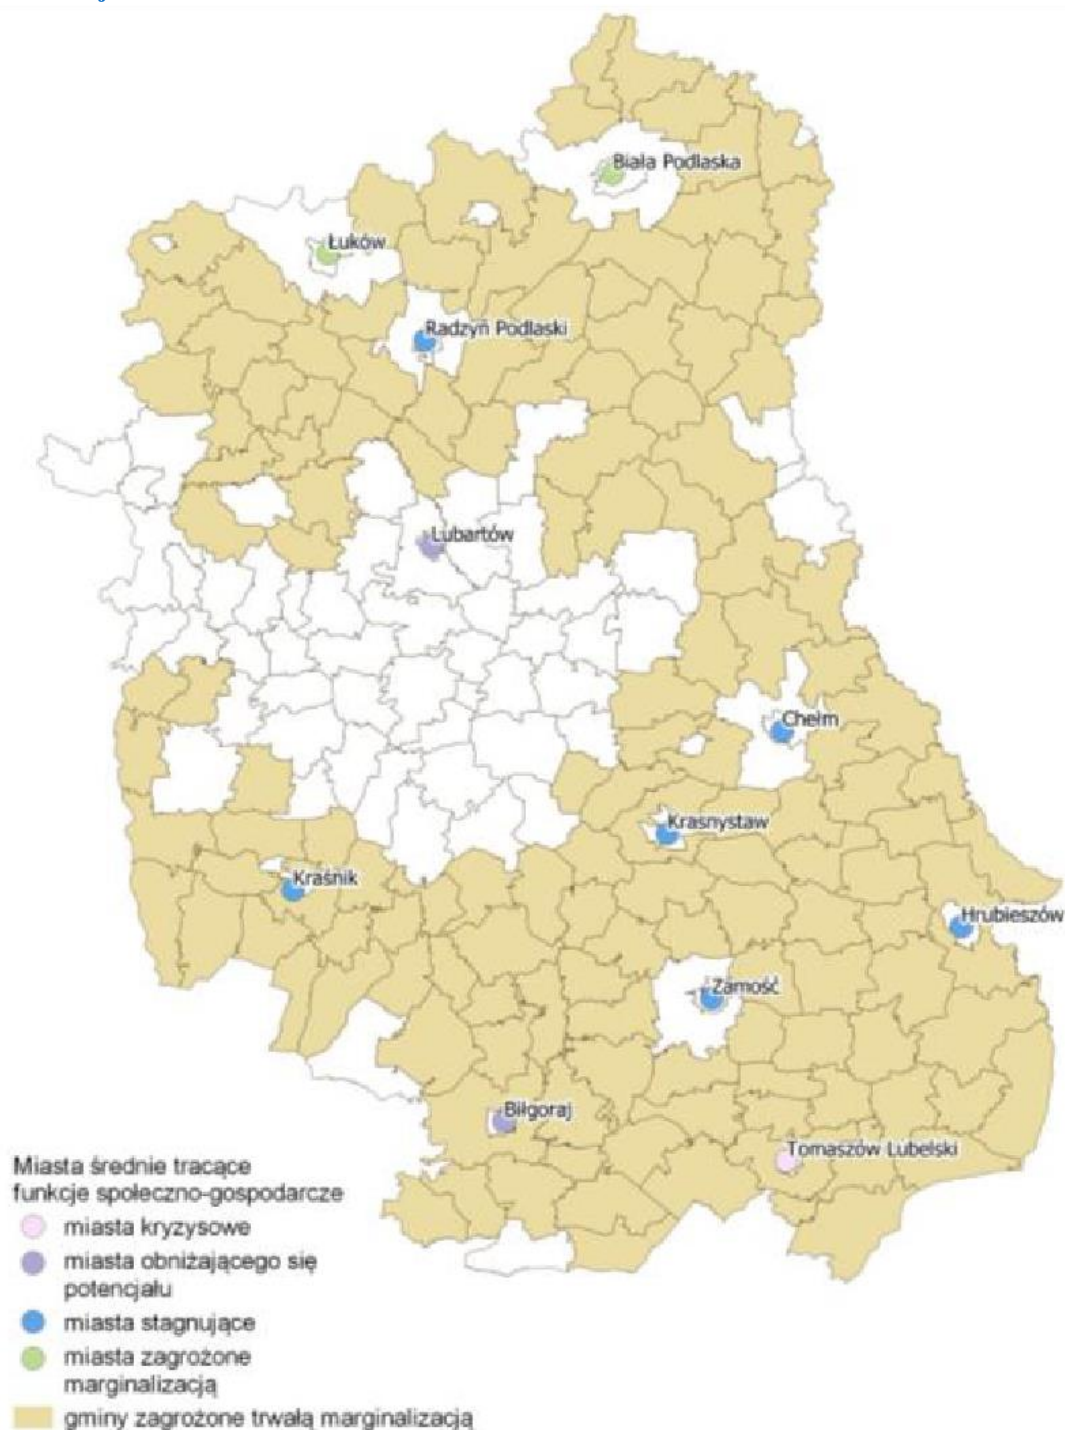 Biała Podlaska
Łuków
Radzyń Podlaski
Lubartów
Chełm
Krasnystaw
Kraśnik
Hrubieszów
Zamość
Biłgoraj
Tomaszów Lubelski
Miasta średnie tracące
funkcje społeczno-gospodarcze
miasta kryzysowe
miasta obniżającego się
potencjału
miasta stagnujące
miasta zagrożone
marginalizacją
gminy zagrożone trwałą marginalizacją